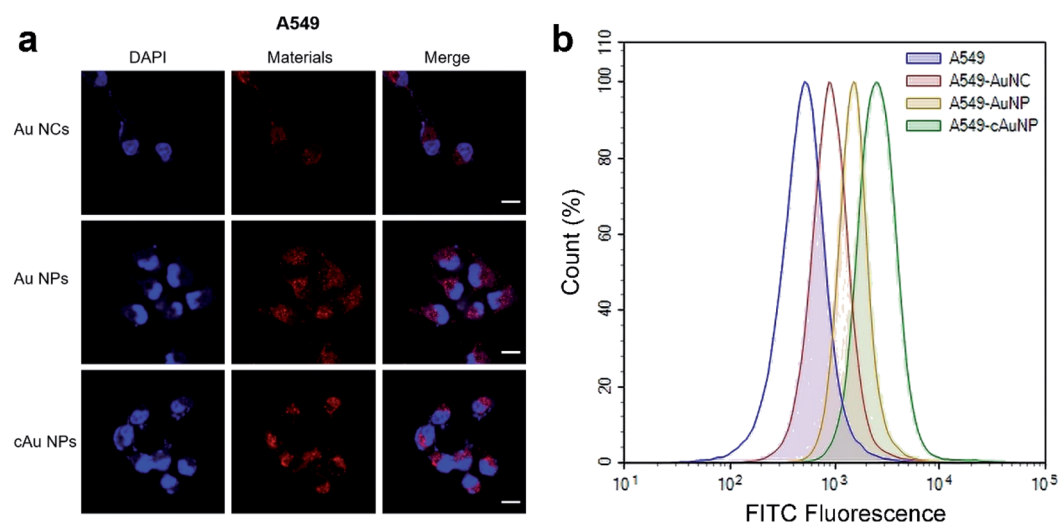 a
A549
DAPI Materials Merge
Au NCs
Au NPs
cAu NPs
b
Count (%)
110
100
80
60
40
20
0
10¹ 10² 10³ 10⁴ 10⁵
FITC Fluorescence
A549
A549-AuNC
A549-AuNP
A549-cAuNP